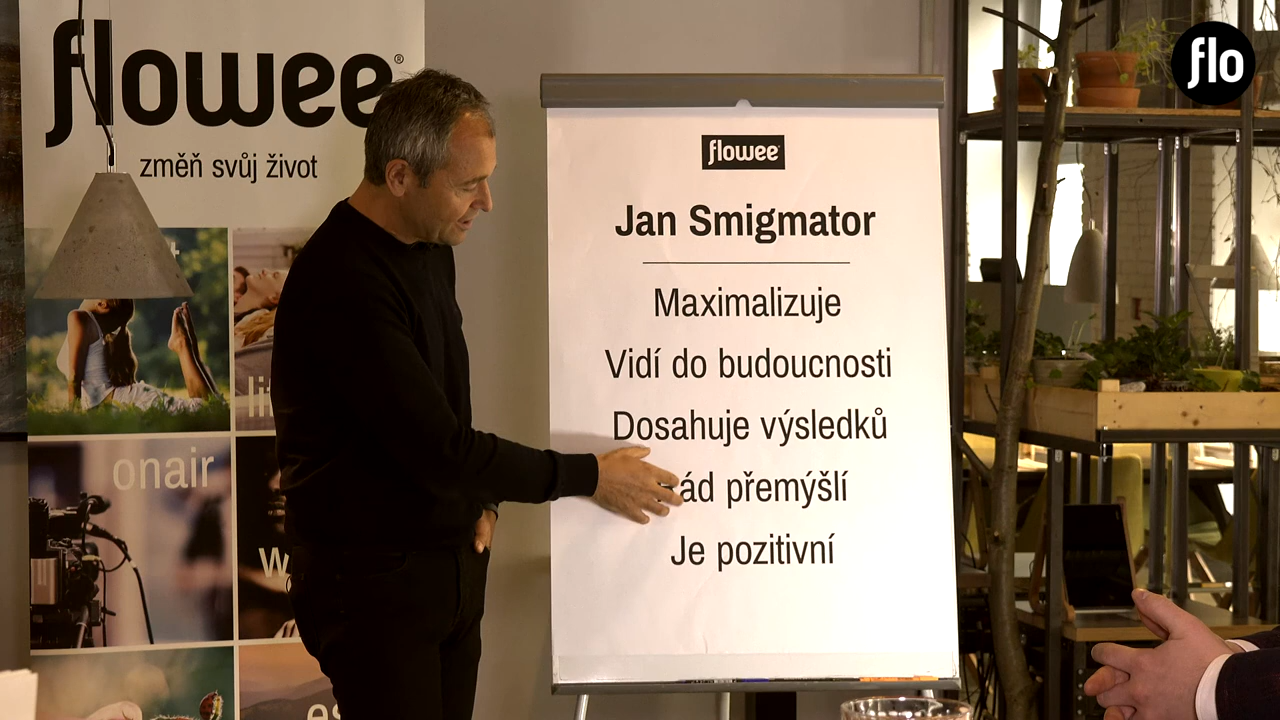 flowee®
změň svůj život
onair
flo
flowee
Jan Smigmator
Maximalizuje
Vidí do budoucnosti
Dosahuje výsledků
přemýšlí
Je pozitivní